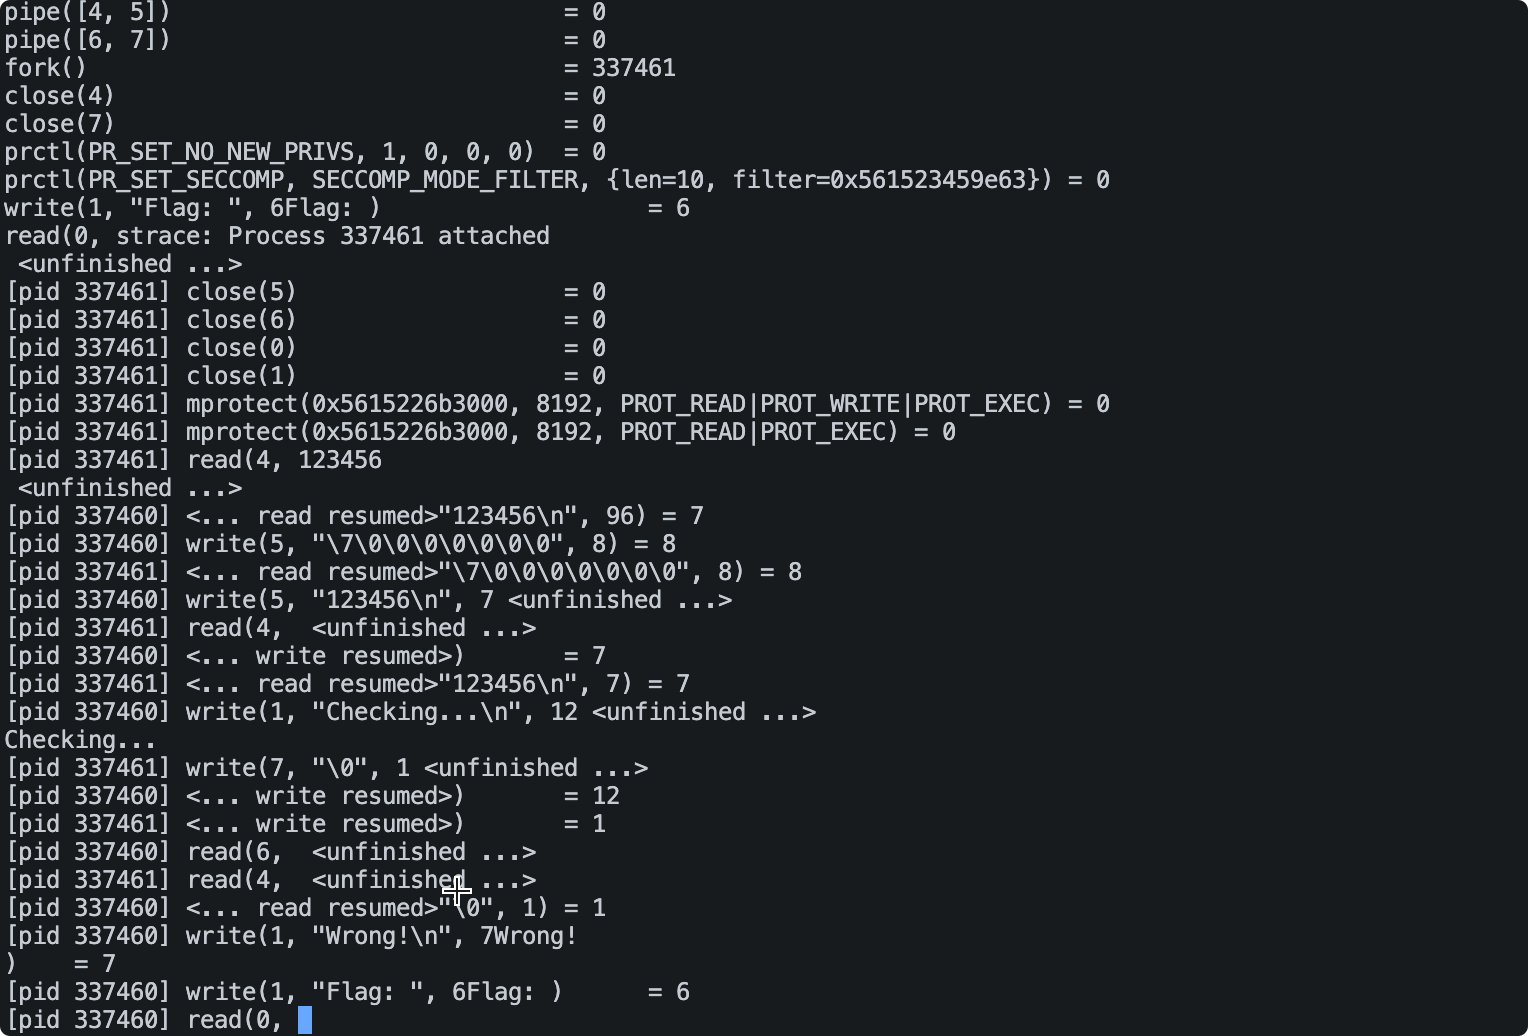 pipe([4, 5])                            = 0
pipe([6, 7])                            = 0
fork()                                  = 337461
close(4)                                = 0
close(7)                                = 0
prctl(PR_SET_NO_NEW_PRIVS, 1, 0, 0, 0)  = 0
prctl(PR_SET_SECCOMP, SECCOMP_MODE_FILTER, {len=10, filter=0x561523459e63}) = 0
write(1, "Flag: ", 6Flag: )                   = 6
read(0, strace: Process 337461 attached
 <unfinished ...>
[pid 337461] close(5)                   = 0
[pid 337461] close(6)                   = 0
[pid 337461] close(0)                   = 0
[pid 337461] close(1)                   = 0
[pid 337461] mprotect(0x5615226b3000, 8192, PROT_READ|PROT_WRITE|PROT_EXEC) = 0
[pid 337461] mprotect(0x5615226b3000, 8192, PROT_READ|PROT_EXEC) = 0
[pid 337461] read(4, 123456
 <unfinished ...>
[pid 337460] <... read resumed>"123456\n", 96) = 7
[pid 337460] write(5, "\7\0\0\0\0\0\0\0", 8) = 8
[pid 337461] <... read resumed>"\7\0\0\0\0\0\0\0", 8) = 8
[pid 337460] write(5, "123456\n", 7 <unfinished ...>
[pid 337461] read(4,  <unfinished ...>
[pid 337460] <... write resumed>)       = 7
[pid 337461] <... read resumed>"123456\n", 7) = 7
[pid 337460] write(1, "Checking...\n", 12 <unfinished ...>
Checking...
[pid 337461] write(7, "\0", 1 <unfinished ...>
[pid 337460] <... write resumed>)       = 12
[pid 337461] <... write resumed>)       = 1
[pid 337460] read(6,  <unfinished ...>
[pid 337461] read(4,  <unfinished ...>
[pid 337460] <... read resumed>"\0", 1) = 1
[pid 337460] write(1, "Wrong!\n", 7Wrong!
)    = 7
[pid 337460] write(1, "Flag: ", 6Flag: )      = 6
[pid 337460] read(0,